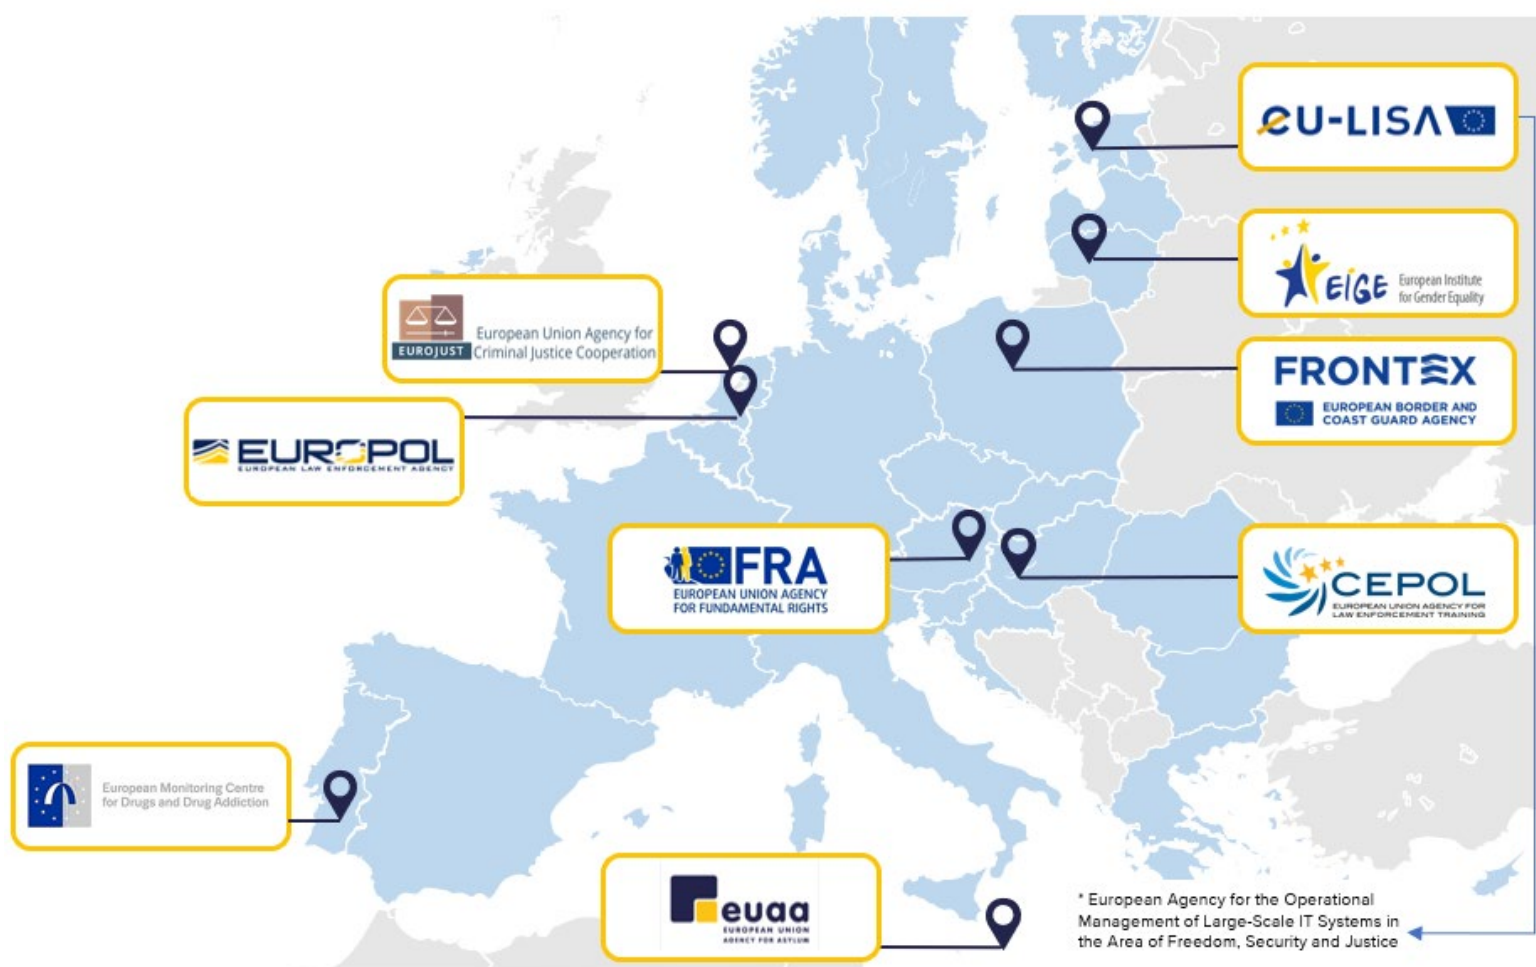 eu-LISA
EIGE
European Institute
for Gender Equality
EUROJUST
European Union Agency for
Criminal Justice Cooperation
FRONTEX
EUROPEAN BORDER AND
COAST GUARD AGENCY
EUROPOL
EUROPEAN LAW ENFORCEMENT AGENCY
FRA
EUROPEAN UNION AGENCY
FOR FUNDAMENTAL RIGHTS
CEPOL
EUROPEAN UNION AGENCY FOR
LAW ENFORCEMENT TRAINING
European Monitoring Centre
for Drugs and Drug Addiction
euaa
EUROPEAN UNION
AGENCY FOR ASYLUM
* European Agency for the Operational
Management of Large-Scale IT Systems in
the Area of Freedom, Security and Justice